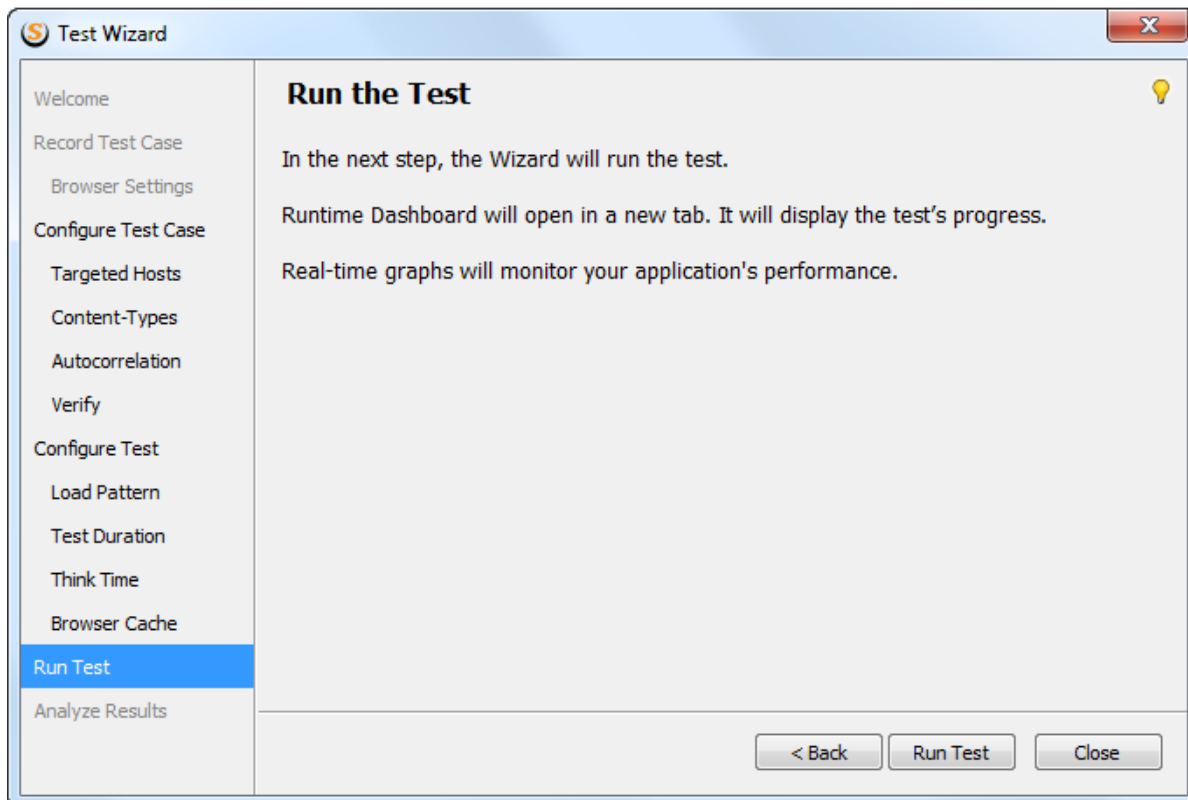 Test Wizard
Welcome
Record Test Case
Browser Settings
Configure Test Case
Targeted Hosts
Content-Types
Autocorrelation
Verify
Configure Test
Load Pattern
Test Duration
Think Time
Browser Cache
Run Test
Analyze Results
Run the Test
In the next step, the Wizard will run the test.
Runtime Dashboard will open in a new tab. It will display the test’s progress.
Real-time graphs will monitor your application's performance.
< Back Run Test Close